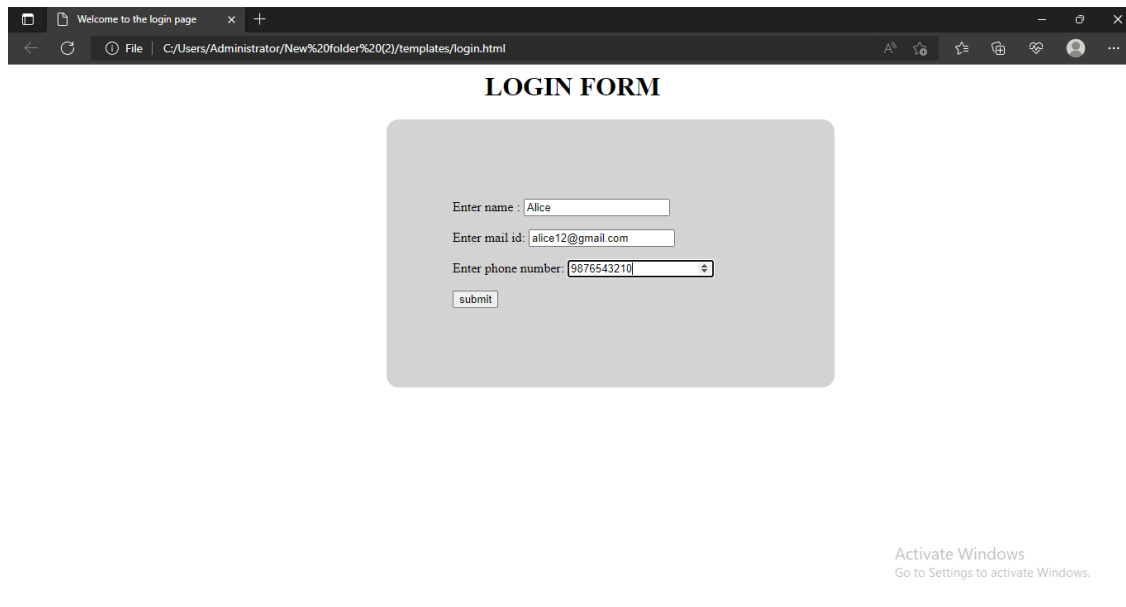 Welcome to the login page
File | C:/Users/Administrator/New%20folder%20(2)/templates/login.html
LOGIN FORM
Enter name : Alice
Enter mail id: alice12@gmail.com
Enter phone number: 9876543210
submit
Activate Windows
Go to Settings to activate Windows.